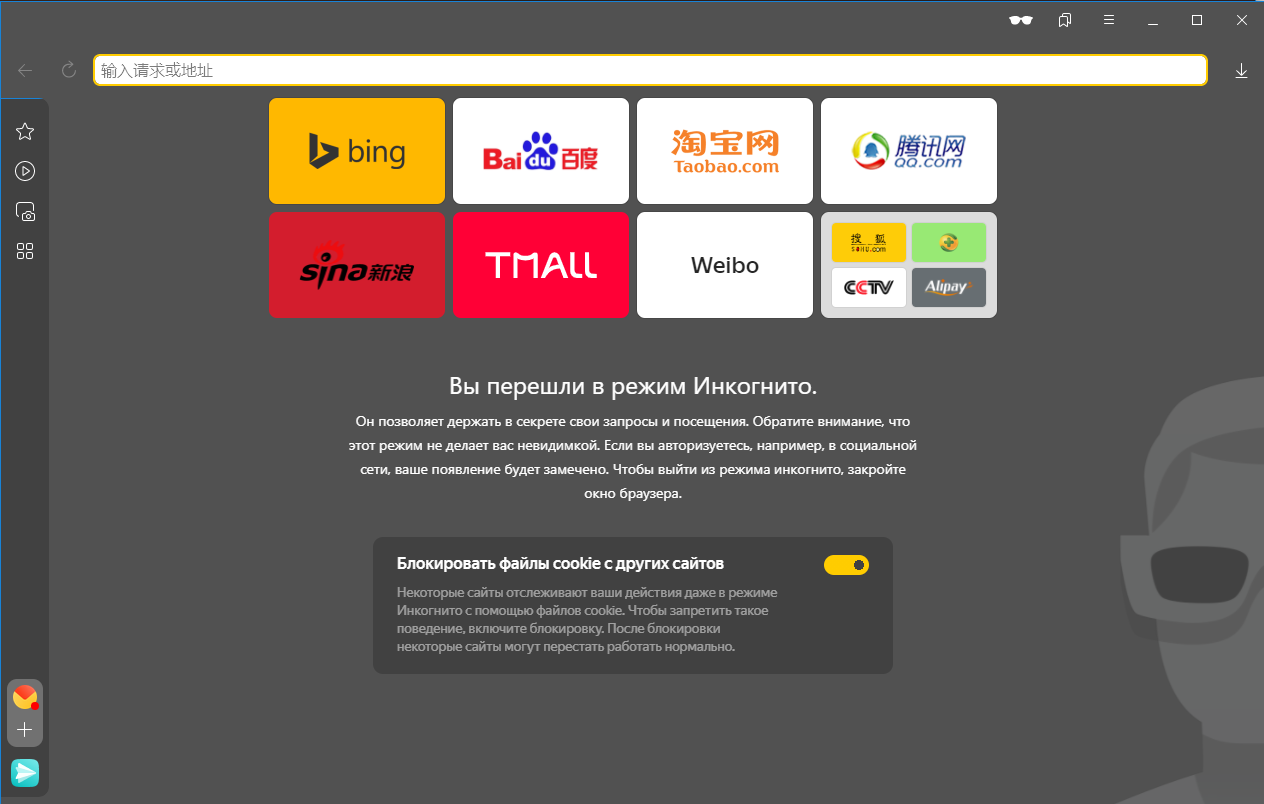 输入请求或地址
bing
Bai du 百度
淘宝网
Taobao.com
腾讯网
QQ.com
sina新浪
TMALL
Weibo
搜 狐
SOHU.com
CCTV
Alipay
Вы перешли в режим Инкогнито.
Он позволяет держать в секрете свои запросы и посещения. Обратите внимание, что
этот режим не делает вас невидимкой. Если вы авторизуетесь, например, в социальной
сети, ваше появление будет замечено. Чтобы выйти из режима инкогнито, закройте
окно браузера.
Блокировать файлы cookie с других сайтов
Некоторые сайты отслеживают ваши действия даже в режиме
Инкогнито с помощью файлов cookie. Чтобы запретить такое
поведение, включите блокировку. После блокировки
некоторые сайты могут перестать работать нормально.